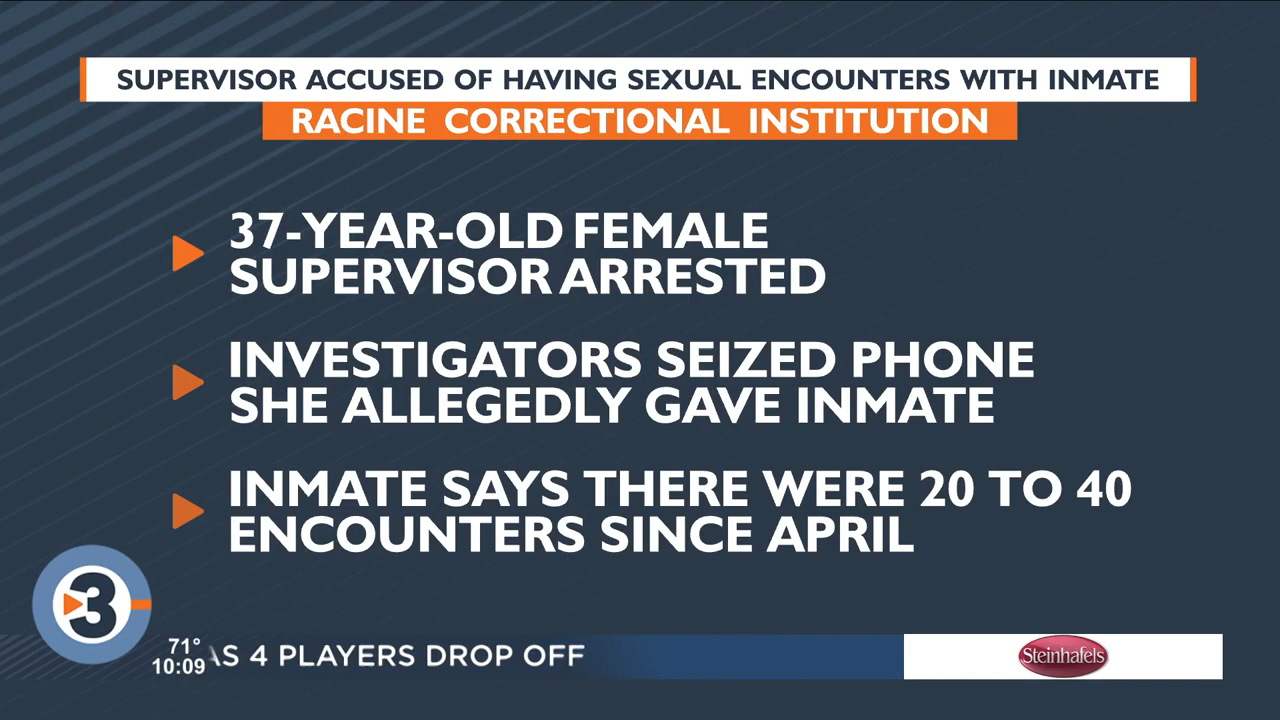 SUPERVISOR ACCUSED OF HAVING SEXUAL ENCOUNTERS WITH INMATE
RACINE CORRECTIONAL INSTITUTION
37-YEAR-OLD FEMALE
SUPERVISOR ARRESTED
INVESTIGATORS SEIZED PHONE
SHE ALLEGEDLY GAVE INMATE
INMATE SAYS THERE WERE 20 TO 40
ENCOUNTERS SINCE APRIL
3
71°
10:09
AS 4 PLAYERS DROP OFF
Steinhafels